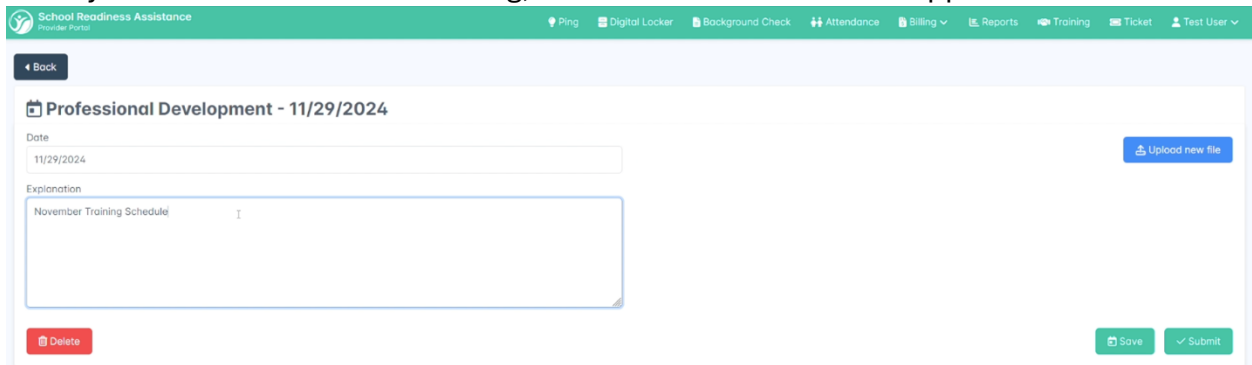 School Readiness Assistance
Provider Portal
Ping Digital Locker Background Check Attendance Billing Reports Training Ticket Test User
Back
Professional Development - 11/29/2024
Date
11/29/2024
Upload new file
Explanation
November Training Schedule
Delete Save Submit